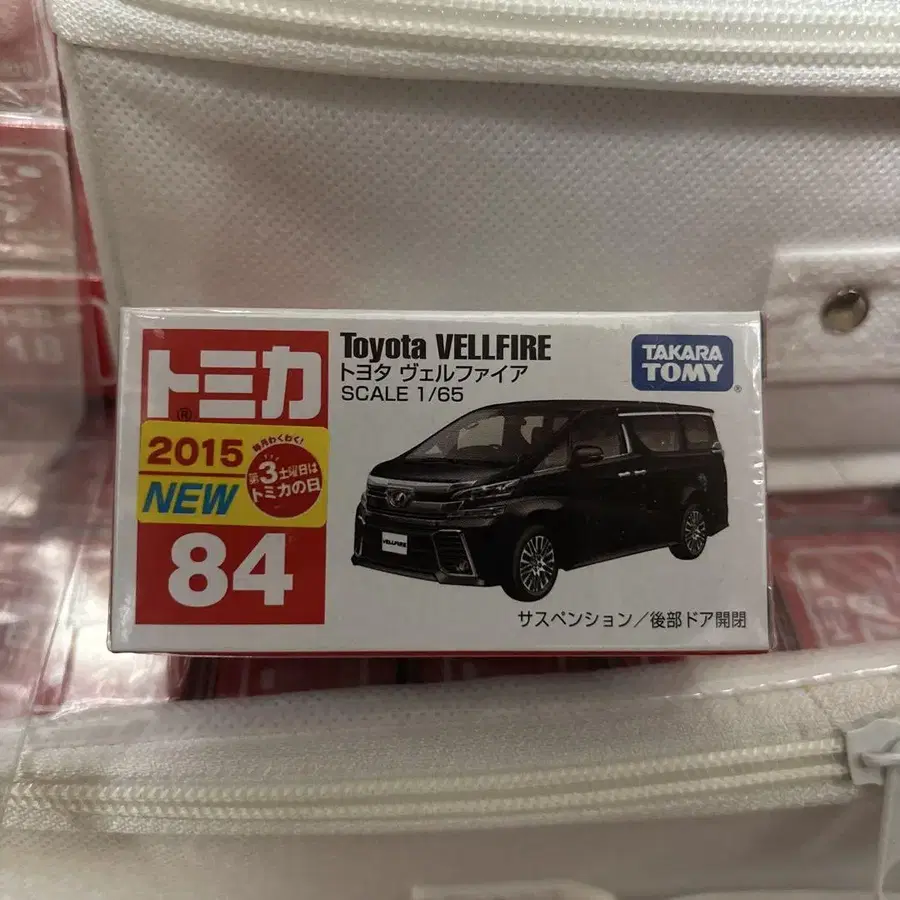 トミカ®
2015
NEW
毎月わくわく!
第3土曜日は
トミカの日
84
Toyota VELLFIRE
トヨタ ヴェルファイア
SCALE 1/65
TAKARA
TOMY®
VELLFIRE
サスペンション/後部ドア開閉